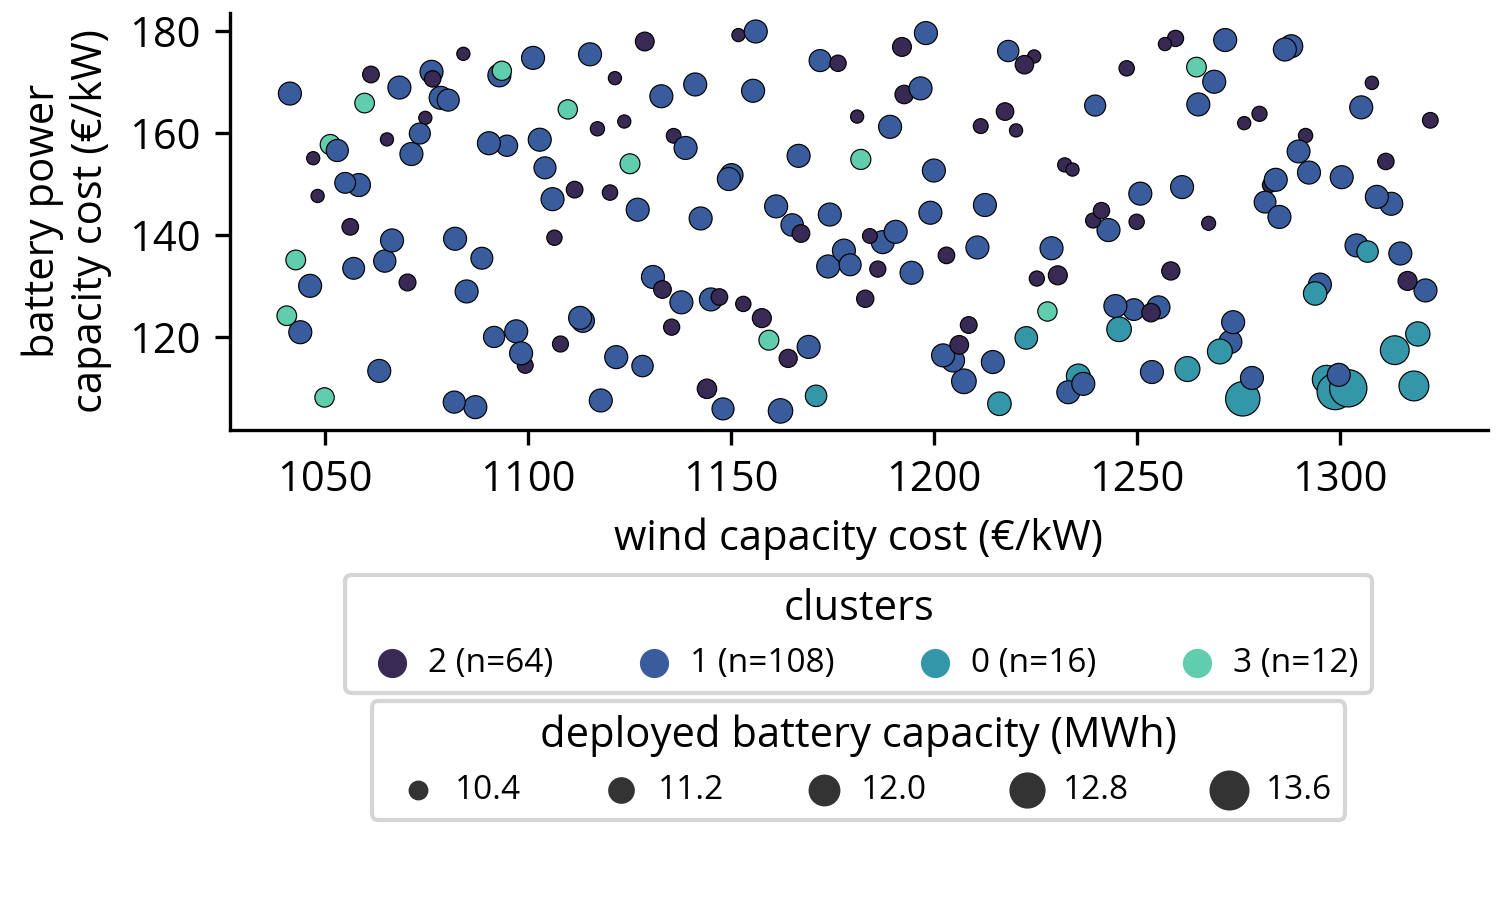 180
160
140
120
battery power
capacity cost (€/kW)
1050 1100 1150 1200 1250 1300
wind capacity cost (€/kW)
clusters
2 (n=64) 1 (n=108) 0 (n=16) 3 (n=12)
deployed battery capacity (MWh)
10.4 11.2 12.0 12.8 13.6